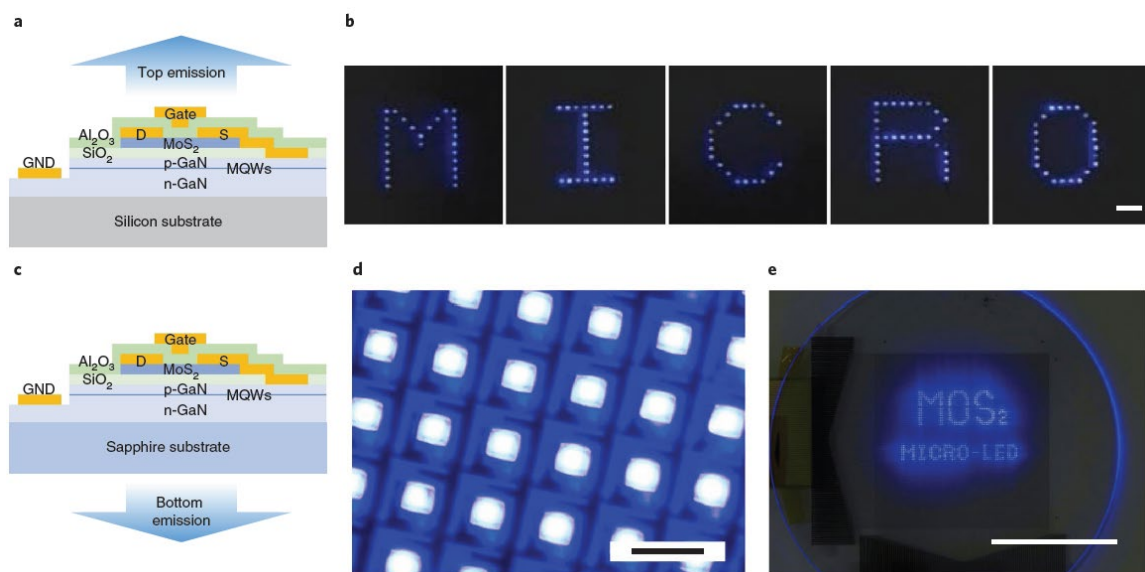 a
Top emission
Gate
Al₂O₃
D
S
SiO₂
MoS₂
GND
p-GaN
MQWs
n-GaN
Silicon substrate
b
M I C R O
c
Gate
Al₂O₃
D
S
SiO₂
MoS₂
GND
p-GaN
MQWs
n-GaN
Sapphire substrate
Bottom
emission
d
e
MOS₂
MICRO-LED